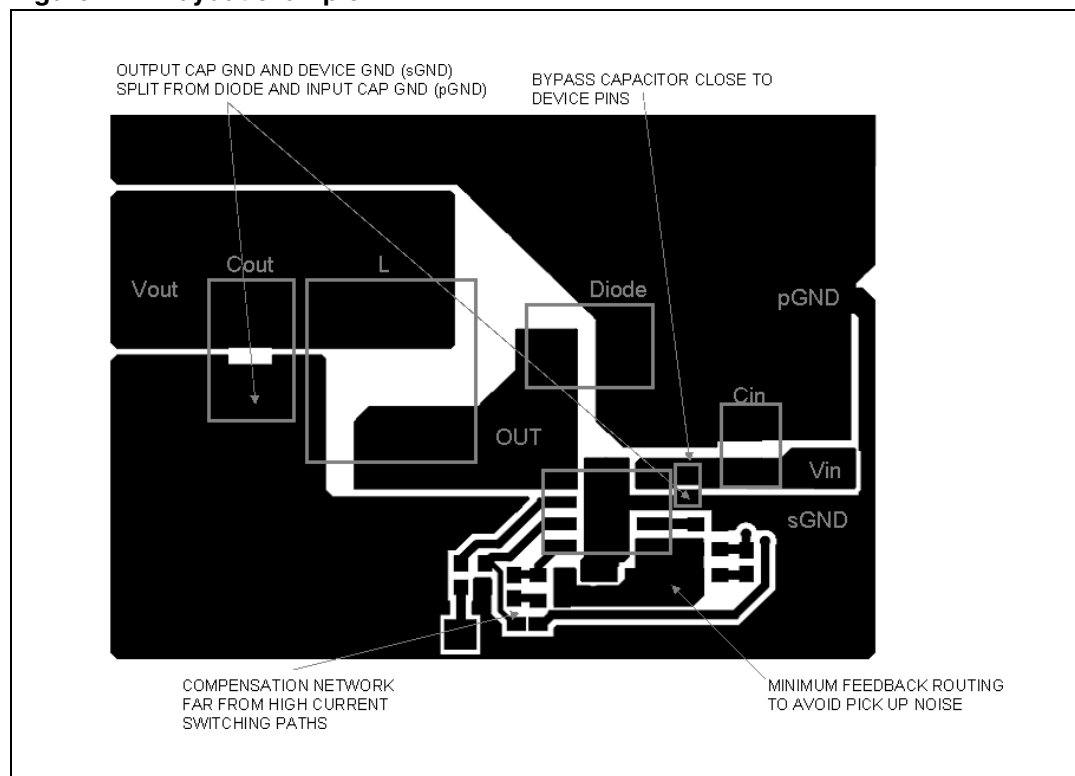 OUTPUT CAP GND AND DEVICE GND (sGND)
SPLIT FROM DIODE AND INPUT CAP GND (pGND)
BYPASS CAPACITOR CLOSE TO
DEVICE PINS
Cout
L
Vout
Diode
pGND
Cin
OUT
Vin
sGND
COMPENSATION NETWORK
FAR FROM HIGH CURRENT
SWITCHING PATHS
MINIMUM FEEDBACK ROUTING
TO AVOID PICK UP NOISE